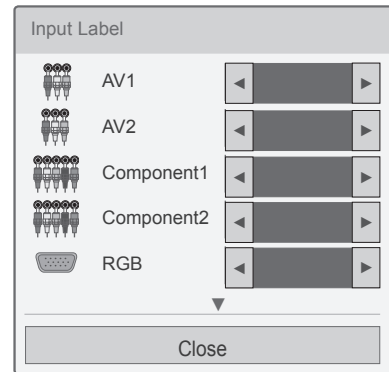 Input Label
AV1
AV2
Component1
Component2
RGB
Close